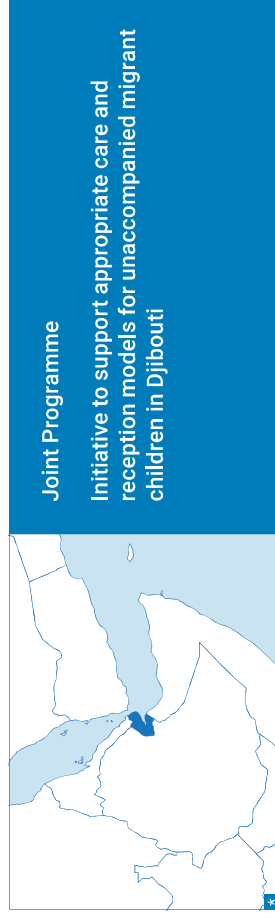 Joint Programme
Initiative to support appropriate care and
reception models for unaccompanied migrant
children in Djibouti
*